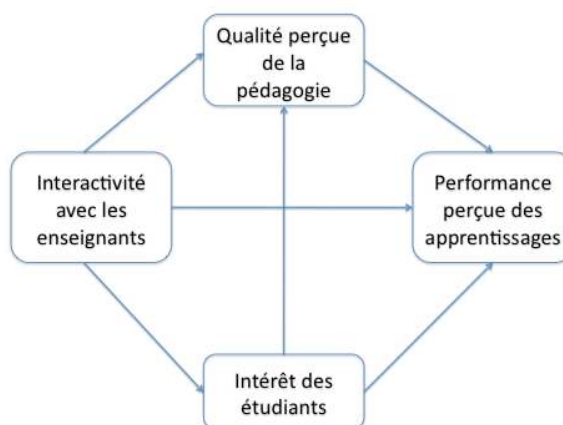 Qualité perçue
de la
pédagogie
Interactivité
avec les
enseignants
Performance
perçue des
apprentissages
Intérêt des
étudiants